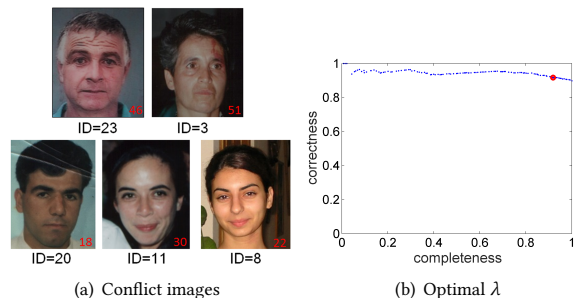 51
ID=23 ID=3
18 30 22
ID=20 ID=11 ID=8
(a) Conflict images
1
0.8
0.6
0.4
0.2
0
correctness
0 0.2 0.4 0.6 0.8 1
completeness
(b) Optimal λ